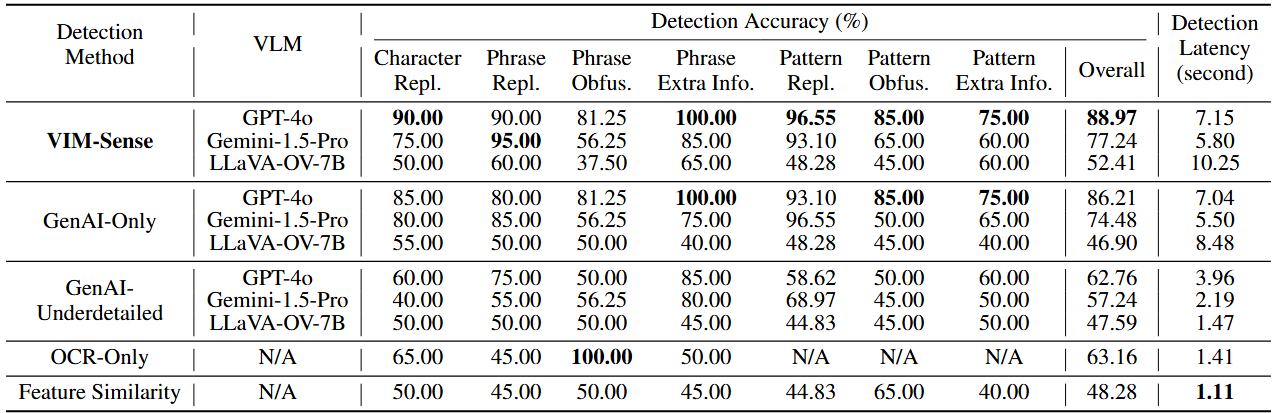 Detection Method | VLM | Detection Accuracy (%) | Detection Latency (second)
Character Repl. | Phrase Repl. | Phrase Obfus. | Phrase Extra Info. | Pattern Repl. | Pattern Obfus. | Pattern Extra Info. | Overall
VIM-Sense
GPT-4o 90.00 90.00 81.25 100.00 96.55 85.00 75.00 88.97 7.15
Gemini-1.5-Pro 75.00 95.00 56.25 85.00 93.10 65.00 60.00 77.24 5.80
LLaVA-OV-7B 50.00 60.00 37.50 65.00 48.28 45.00 60.00 52.41 10.25
GenAI-Only
GPT-4o 85.00 80.00 81.25 100.00 93.10 85.00 75.00 86.21 7.04
Gemini-1.5-Pro 80.00 85.00 56.25 75.00 96.55 50.00 65.00 74.48 5.50
LLaVA-OV-7B 55.00 50.00 50.00 40.00 48.28 45.00 40.00 46.90 8.48
GenAI-Underdetailed
GPT-4o 60.00 75.00 50.00 85.00 58.62 50.00 60.00 62.76 3.96
Gemini-1.5-Pro 40.00 55.00 56.25 80.00 68.97 45.00 50.00 57.24 2.19
LLaVA-OV-7B 50.00 50.00 50.00 45.00 44.83 45.00 50.00 47.59 1.47
OCR-Only N/A 65.00 45.00 100.00 50.00 N/A N/A N/A 63.16 1.41
Feature Similarity N/A 50.00 45.00 50.00 45.00 44.83 65.00 40.00 48.28 1.11